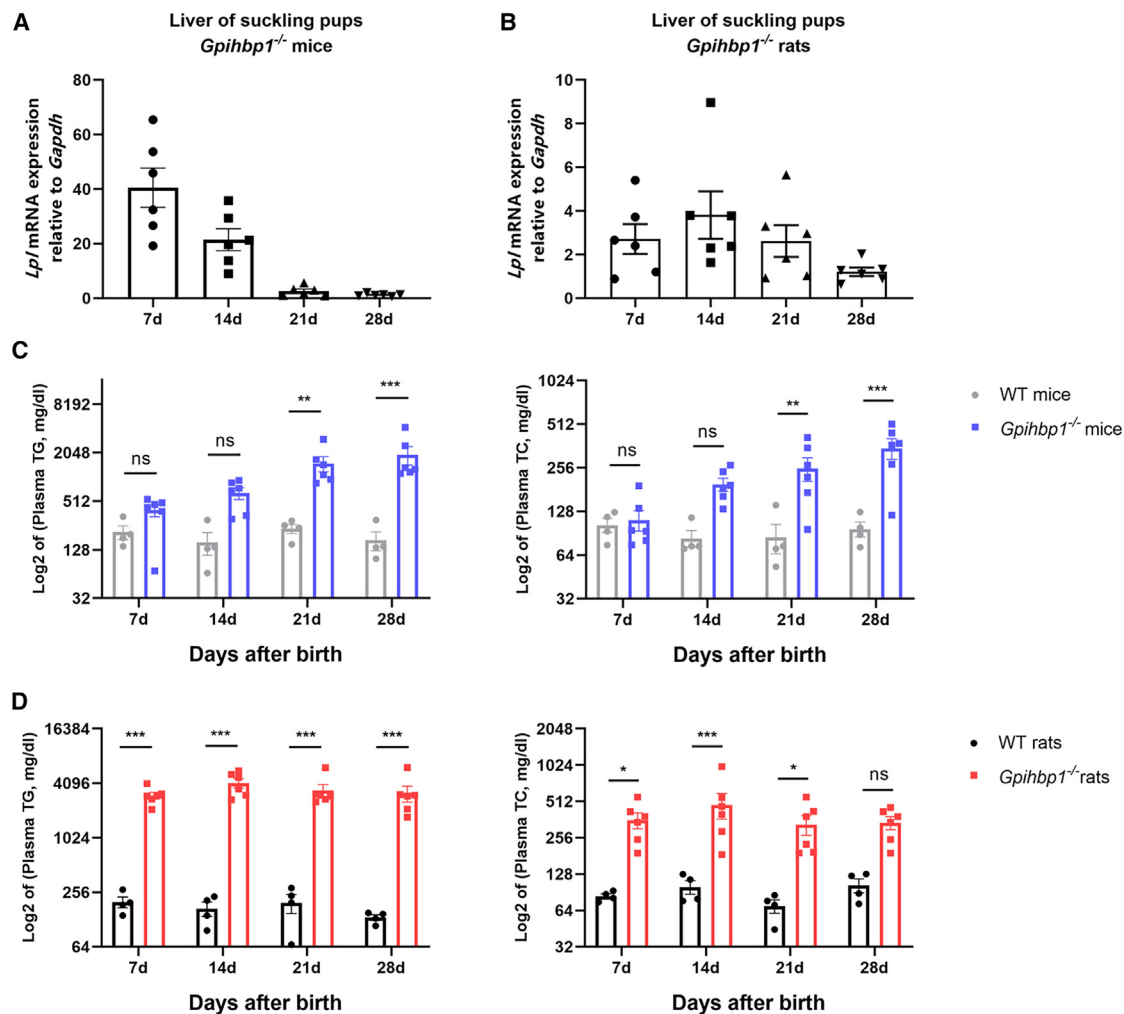 A
Liver of suckling pups
Gpihbp1-/- mice
Lpl mRNA expression
relative to Gapdh
80
60
40
20
0
7d 14d 21d 28d
B
Liver of suckling pups
Gpihbp1-/- rats
Lpl mRNA expression
relative to Gapdh
10
8
6
4
2
0
7d 14d 21d 28d
C
Log2 of (Plasma TG, mg/dl)
8192
2048
512
128
32
ns ns ** ***
7d 14d 21d 28d
Days after birth
Log2 of (Plasma TC, mg/dl)
1024
512
256
128
64
32
ns ns ** ***
7d 14d 21d 28d
Days after birth
WT mice
Gpihbp1-/- mice
D
Log2 of (Plasma TG, mg/dl)
16384
4096
1024
256
64
*** *** *** ***
7d 14d 21d 28d
Days after birth
Log2 of (Plasma TC, mg/dl)
2048
1024
512
256
128
64
32
* *** * ns
7d 14d 21d 28d
Days after birth
WT rats
Gpihbp1-/- rats